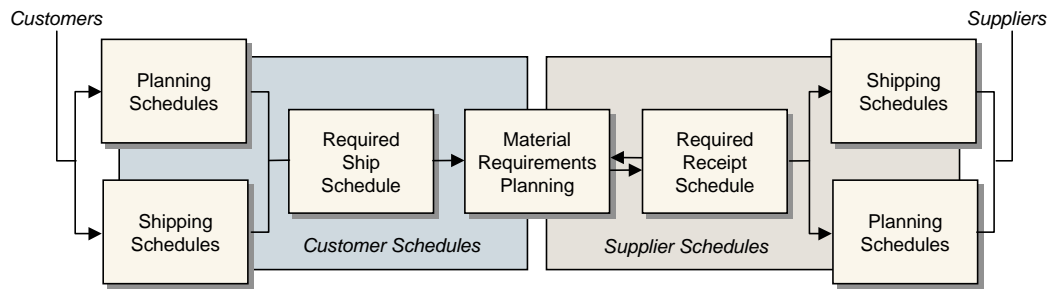 Customers
Suppliers
Planning
Schedules
Shipping
Schedules
Required
Ship
Schedule
Material
Requirements
Planning
Required
Receipt
Schedule
Shipping
Schedules
Planning
Schedules
Customer Schedules
Supplier Schedules